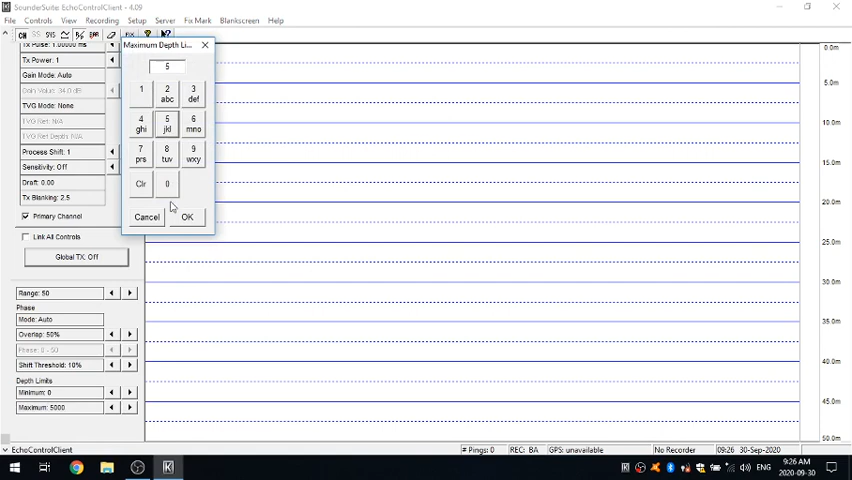 SounderSuite: EchoControlClient - 4.09
File Controls View Recording Setup Server Fix Mark Blankscreen Help
Tx Pulse: 1.00000 ms
Tx Power: 1
Gain Mode: Auto
Gain Value: 34.0 dB
TVG Mode: None
TVG Ref: N/A
TVG Ref Depth: N/A
Process Shift: 1
Sensitivity: Off
Draft: 0.00
Tx Blanking: 2.5
Primary Channel
Link All Controls
Global TX: Off
Range: 50
Phase
Mode: Auto
Overlap: 50%
Phase: 0 - 50
Shift Threshold: 10%
Depth Limits
Minimum: 0
Maximum: 5000
Maximum Depth Li...
5
1 2 abc 3 def
4 ghi 5 jkl 6 mno
7 prs 8 tuv 9 wxy
Clr 0
Cancel OK
0.0m
5.0m
10.0m
15.0m
20.0m
25.0m
30.0m
35.0m
40.0m
45.0m
50.0m
EchoControlClient # Pings: 0 REC: BA GPS: unavailable No Recorder 09:26 30-Sep-2020
ENG 9:26 AM
2020-09-30